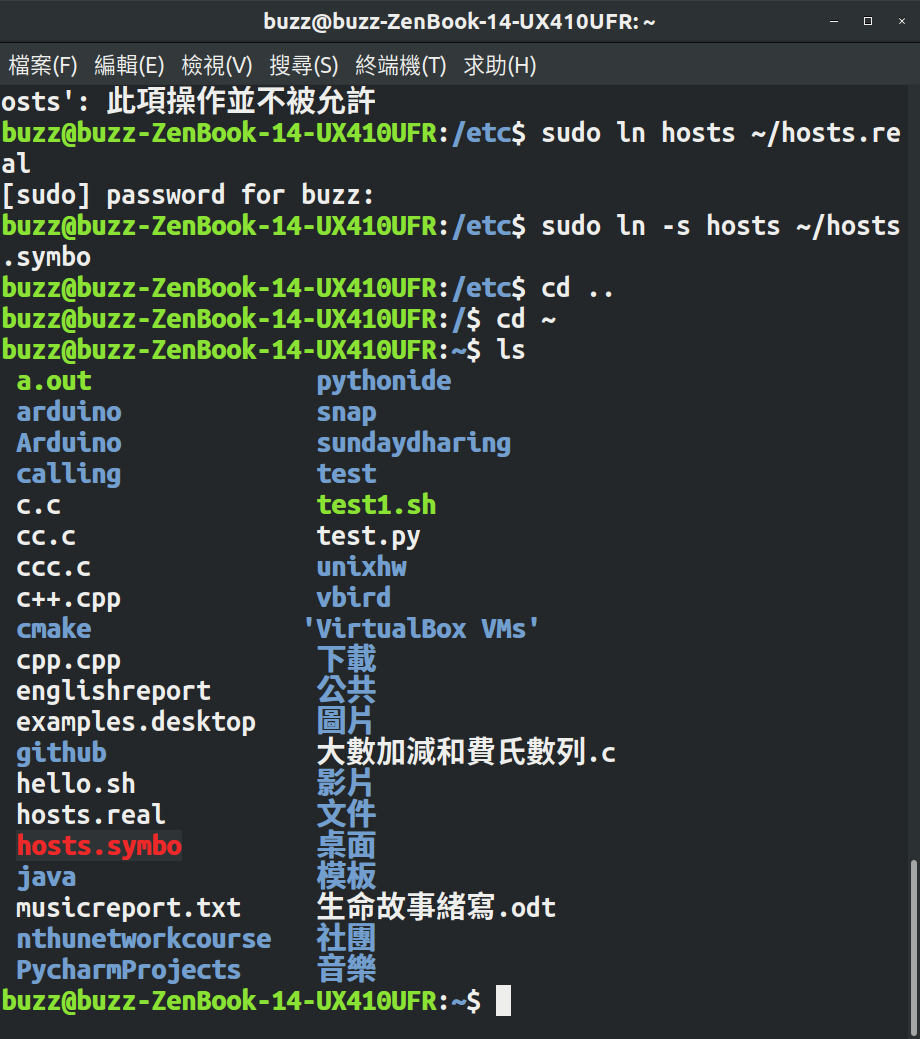 buzz@buzz-ZenBook-14-UX410UFR: ~
檔案(F) 編輯(E) 檢視(V) 搜尋(S) 終端機(T) 求助(H)
osts': 此項操作並不被允許
buzz@buzz-ZenBook-14-UX410UFR:/etc$ sudo ln hosts ~/hosts.re
al
[sudo] password for buzz:
buzz@buzz-ZenBook-14-UX410UFR:/etc$ sudo ln -s hosts ~/hosts
.symbo
buzz@buzz-ZenBook-14-UX410UFR:/etc$ cd ..
buzz@buzz-ZenBook-14-UX410UFR:/$ cd ~
buzz@buzz-ZenBook-14-UX410UFR:~$ ls
a.out pythonide
arduino snap
Arduino sundaydharing
calling test
c.c test1.sh
cc.c test.py
ccc.c unixhw
c++.cpp vbird
cmake 'VirtualBox VMs'
cpp.cpp 下載
englishreport 公共
examples.desktop 圖片
github 大數加減和費氏數列.c
hello.sh 影片
hosts.real 文件
hosts.symbo 桌面
java 模板
musicreport.txt 生命故事緒寫.odt
nthunetworkcourse 社團
PycharmProjects 音樂
buzz@buzz-ZenBook-14-UX410UFR:~$